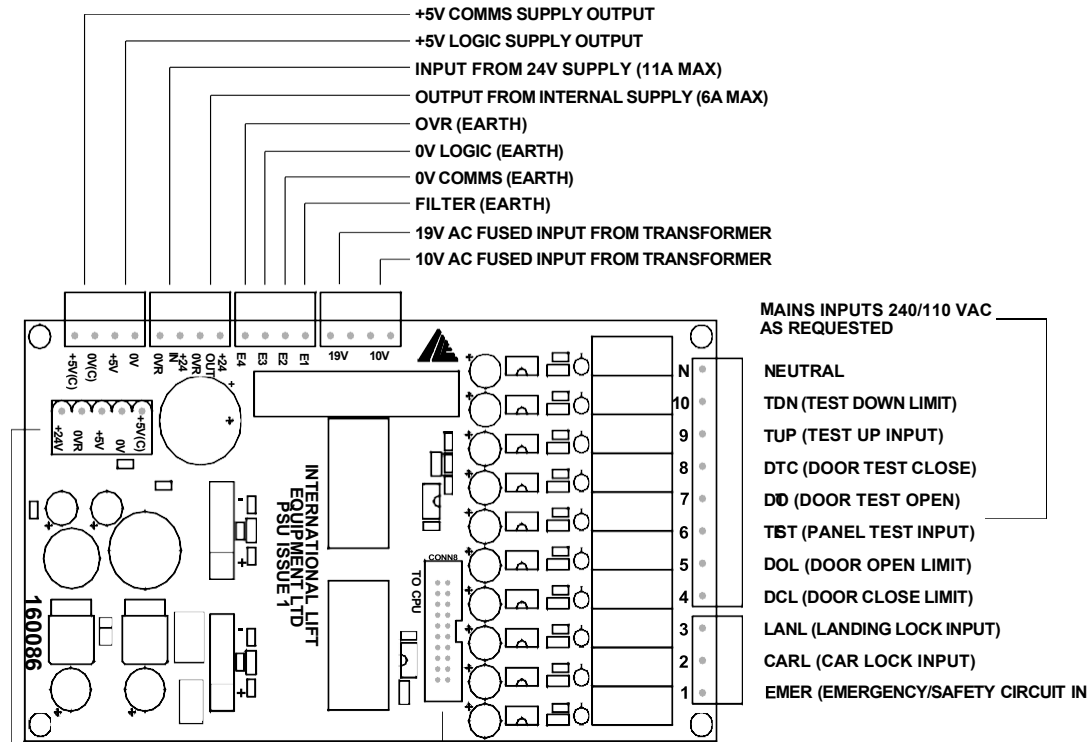 +5V COMMS SUPPLY OUTPUT
+5V LOGIC SUPPLY OUTPUT
INPUT FROM 24V SUPPLY (11A MAX)
OUTPUT FROM INTERNAL SUPPLY (6A MAX)
OVR (EARTH)
0V LOGIC (EARTH)
0V COMMS (EARTH)
FILTER (EARTH)
19V AC FUSED INPUT FROM TRANSFORMER
10V AC FUSED INPUT FROM TRANSFORMER
MAINS INPUTS 240/110 VAC
AS REQUESTED
+5V(C)
0V(C)
+5V
0V
0VR
+24
IN
0VR
+24
OUT
E4
E3
E2
E1
19V
10V
+24V
0VR
+5V
0V
+5V(C)
INTERNATIONAL LIFT
EQUIPMENT LTD
PSU ISSUE 1
CONN8
TO CPU
160086
N NEUTRAL
10 TDN (TEST DOWN LIMIT)
9 TUP (TEST UP INPUT)
8 DTC (DOOR TEST CLOSE)
7 (DOOR TEST OPEN)
6 (PANEL TEST INPUT)
5 DOL (DOOR OPEN LIMIT)
4 DCL (DOOR CLOSE LIMIT)
3 LANL (LANDING LOCK INPUT)
2 CARL (CAR LOCK INPUT)
1 EMER (EMERGENCY/SAFETY CIRCUIT IN